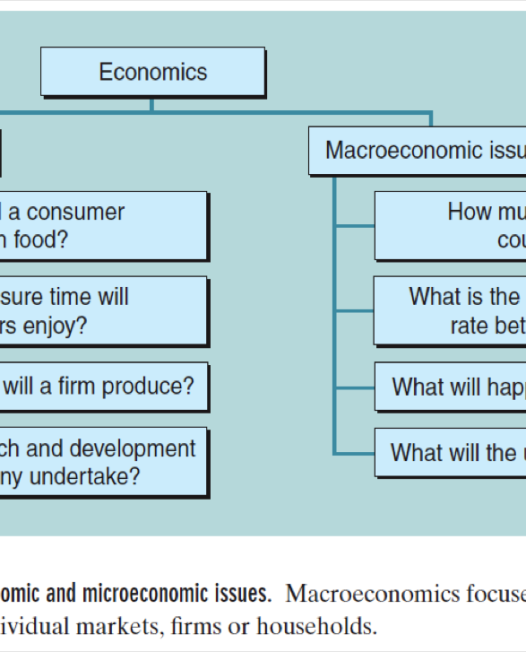 Economics
Macroeconomic issu
a consumer
food?
sure time will
rs enjoy?
will a firm produce?
ch and development
ny undertake?
How mu
cou
What is the
rate bet
What will hap
What will the
omic and microeconomic issues. Macroeconomics focuse
ividual markets, firms or households.